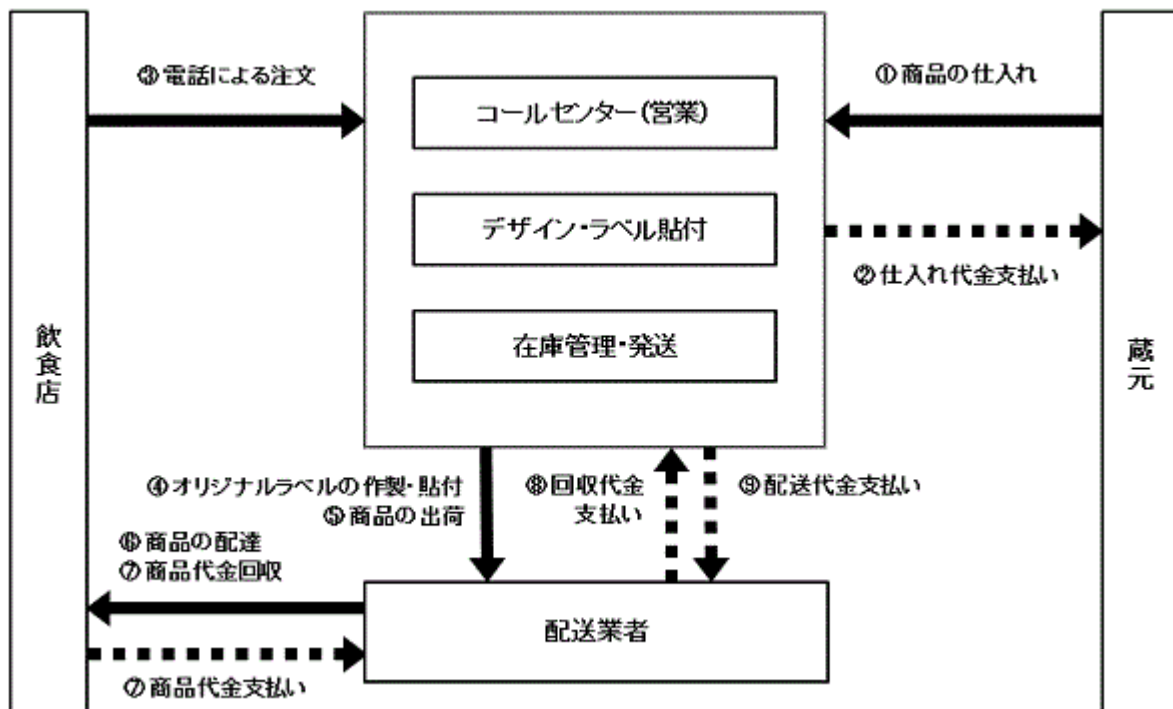 ③電話による注文
①商品の仕入れ
コールセンター(営業)
デザイン・ラベル貼付
②仕入れ代金支払い
在庫管理・発送
飲食店
蔵元
④オリジナルラベルの作製・貼付
⑤商品の出荷
⑧回収代金
支払い
⑨配送代金支払い
⑥商品の配達
⑦商品代金回収
配送業者
⑦商品代金支払い